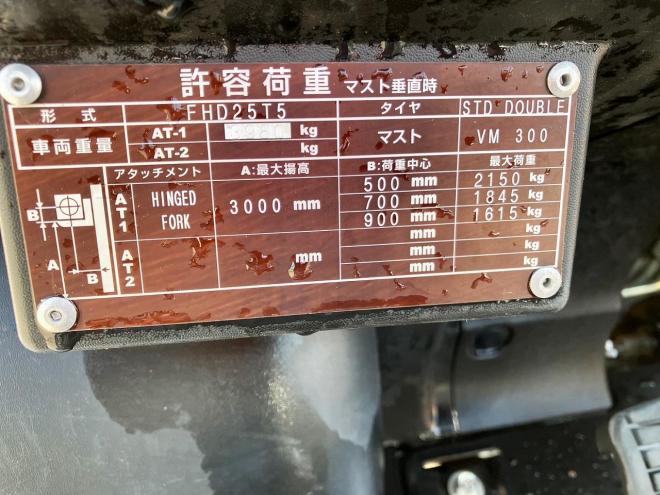 許容荷重 マスト垂直時
形式 FHD25T5 タイヤ STD DOUBLE
車両重量 AT-1 kg マスト VM 300
AT-2 kg
アタッチメント A:最大揚高 B:荷重中心 最大荷重
AT1 HINGED FORK 3000 mm 500 mm 2150 kg
700 mm 1845 kg
900 mm 1615 kg
mm kg
AT2 mm mm kg
mm kg
B
A B